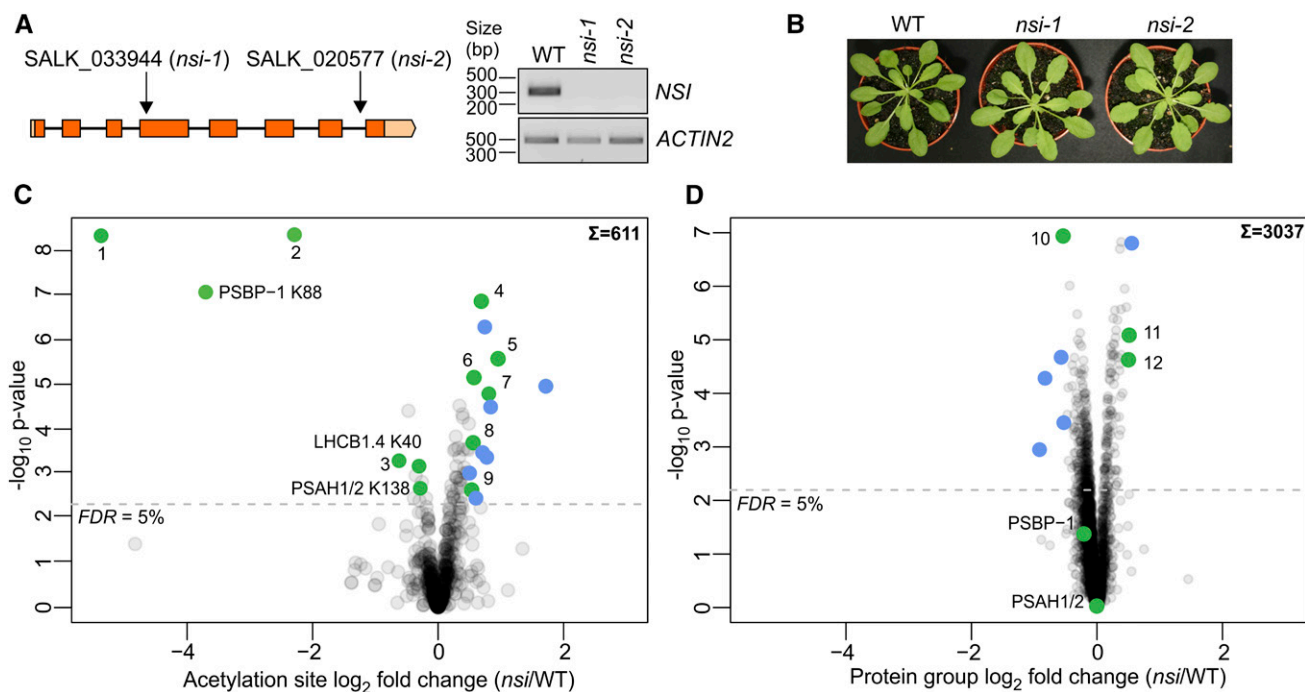 A
SALK_033944 (nsi-1)
SALK_020577 (nsi-2)
Size
(bp)
WT
nsi-1
nsi-2
500
300
200
NSI
500
300
ACTIN2
B
WT
nsi-1
nsi-2
C
Σ=611
1
2
PSBP−1 K88
4
5
6
7
8
9
LHCB1.4 K40
3
PSAH1/2 K138
FDR = 5%
8
7
6
5
4
3
2
1
0
-log10 p-value
−4
−2
0
2
Acetylation site log2 fold change (nsi/WT)
D
Σ=3037
10
11
12
FDR = 5%
PSBP−1
PSAH1/2
7
6
5
4
3
2
1
0
-log10 p-value
−4
−2
0
2
Protein group log2 fold change (nsi/WT)